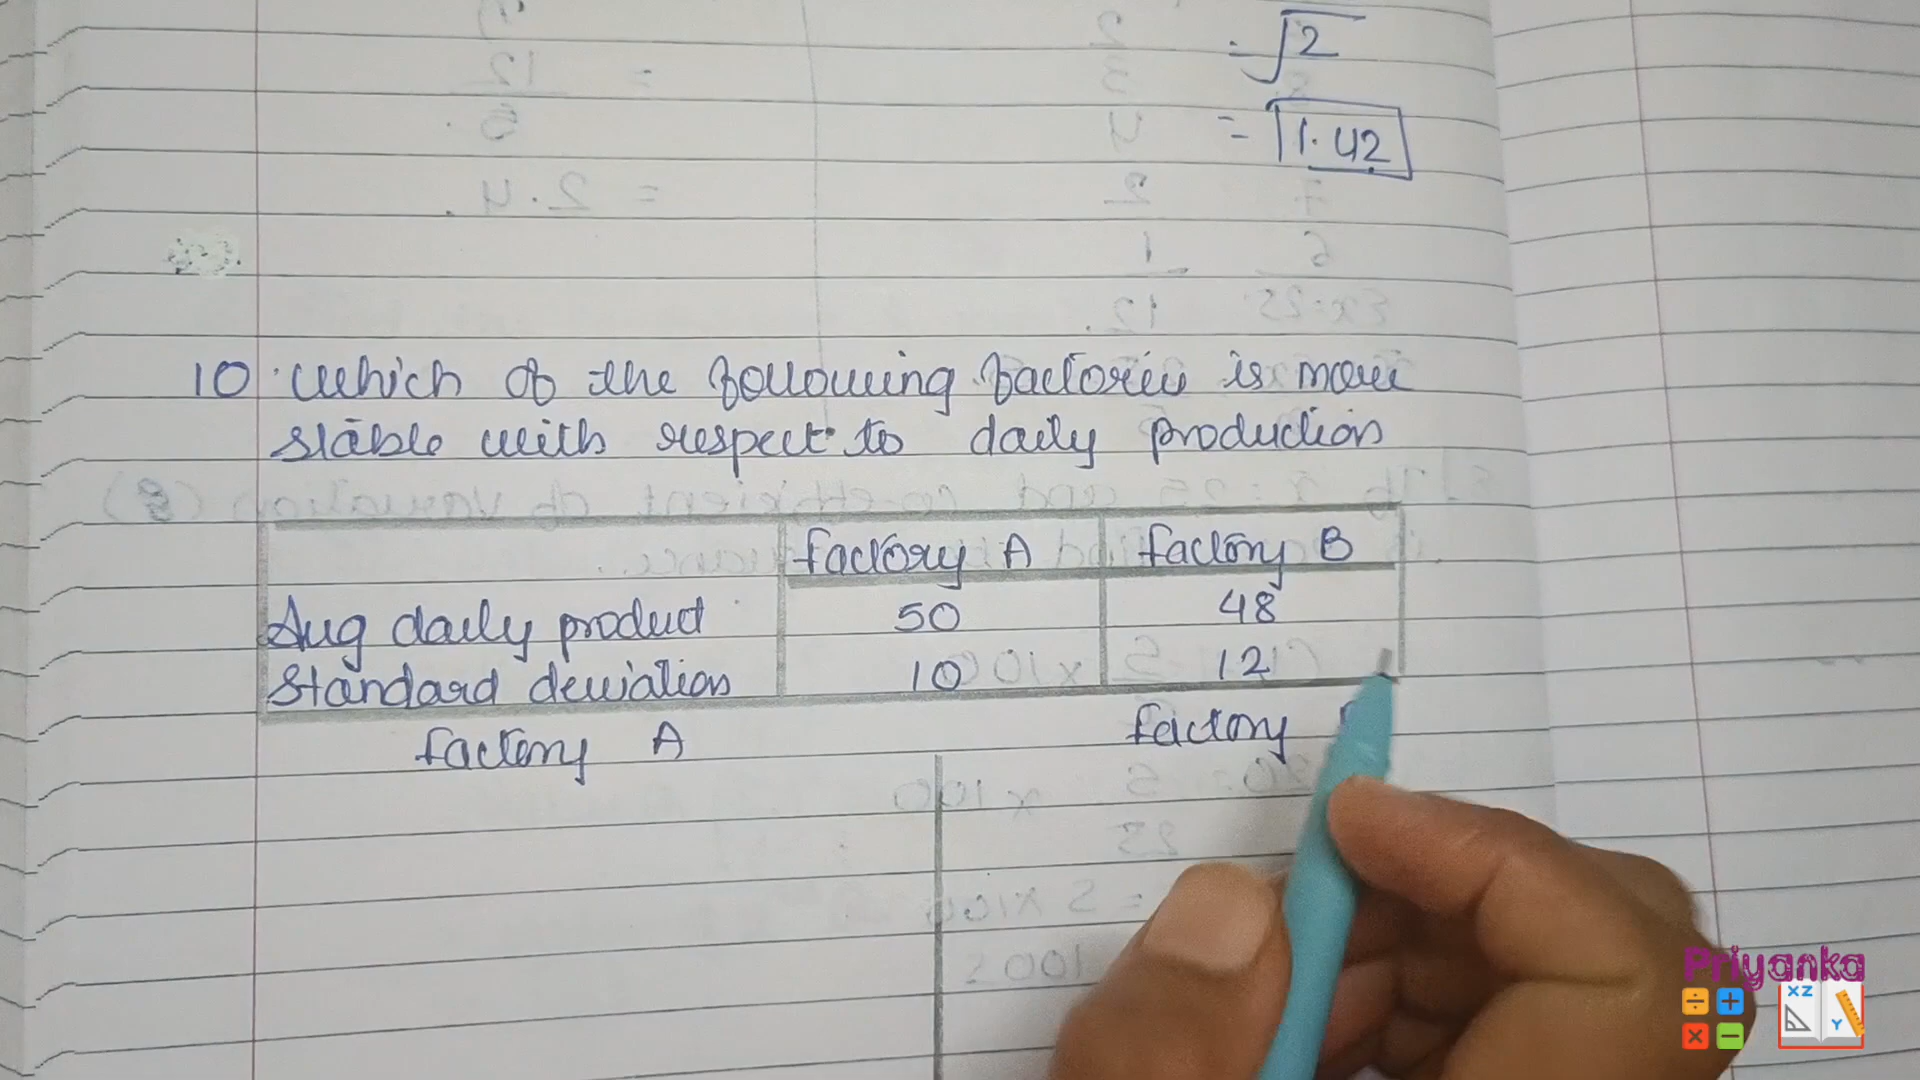 = √2
= 1.42
10. Which of the following factories is more
stable with respect to daily production
Factory A Factory B
Avg daily product 50 48
Standard deviation 10 12
Factory A Factory
Priyanka
XZ
Y